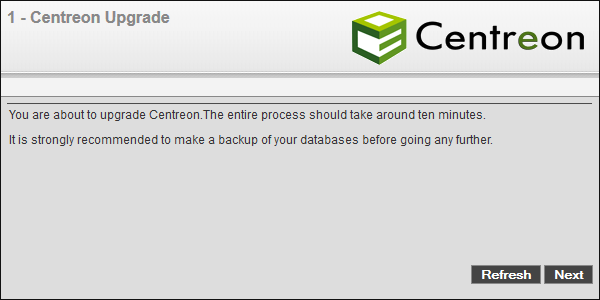 1 - Centreon Upgrade
Centreon
You are about to upgrade Centreon.The entire process should take around ten minutes.
It is strongly recommended to make a backup of your databases before going any further.
Refresh Next